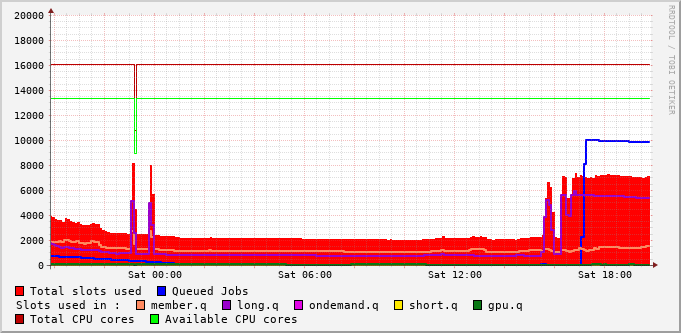 20000
18000
16000
14000
12000
10000
8000
6000
4000
2000
0
Sat 00:00 Sat 06:00 Sat 12:00 Sat 18:00
RRDTOOL / TOBI OETIKER
Total slots used Queued Jobs
Slots used in : member.q long.q ondemand.q short.q gpu.q
Total CPU cores Available CPU cores